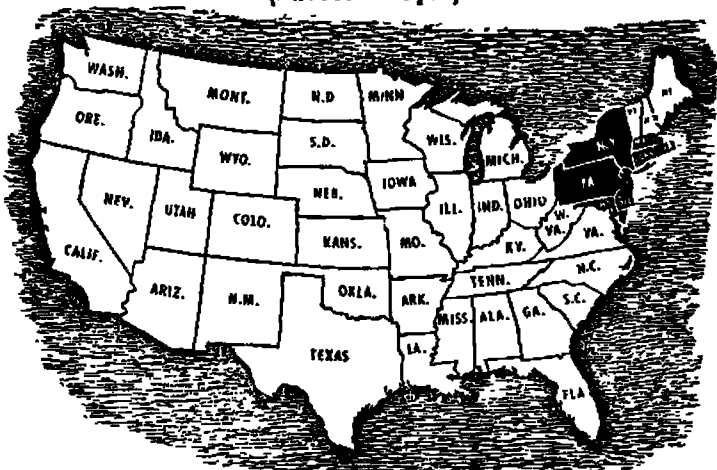 WASH.
MONT.
N.D
MINN
ORE.
IDA.
WYO.
S.D.
WIS.
MICH.
N.Y.
PA.
NEV.
UTAH
COLO.
NEB.
IOWA
ILL.
IND.
OHIO
W.
VA.
VA.
CALIF.
KANS.
MO.
KY.
ARIZ.
N.M.
OKLA.
ARK.
TENN.
N.C.
S.C.
TEXAS
LA.
MISS.
ALA.
GA.
FLA